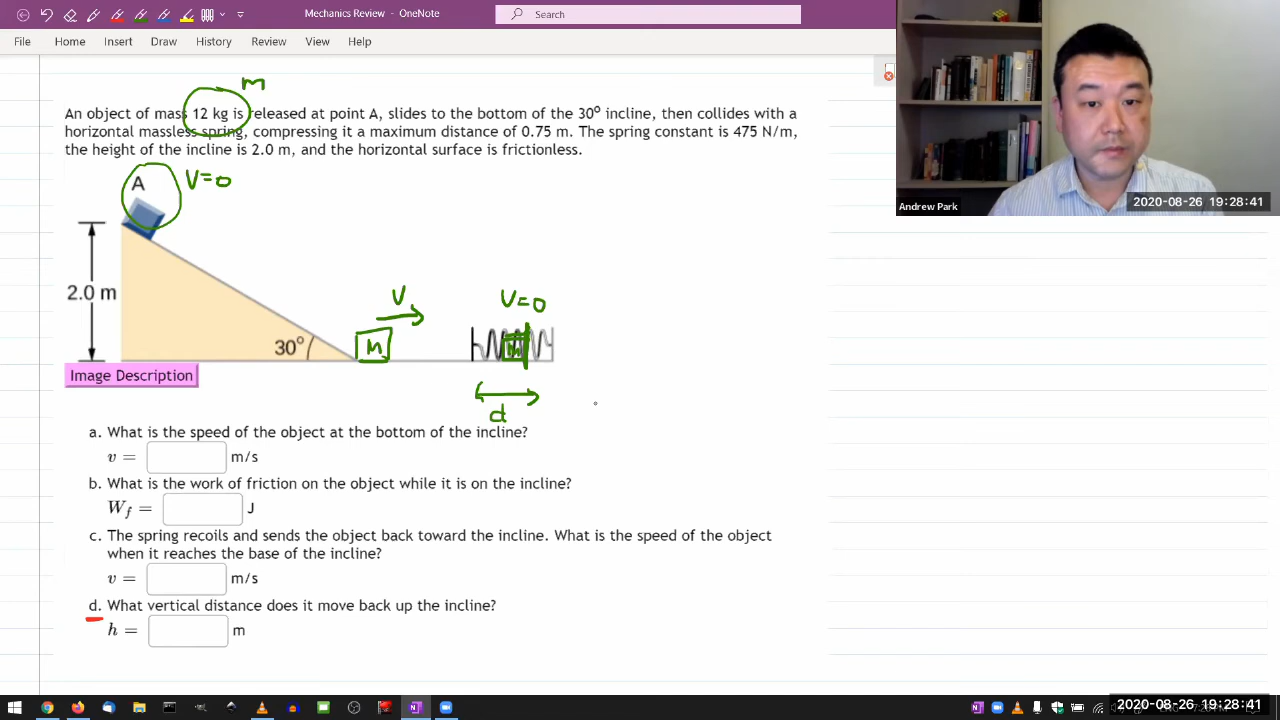 Mechanics Review - OneNote
Search
File Home Insert Draw History Review View Help
m
An object of mass 12 kg is released at point A, slides to the bottom of the 30° incline, then collides with a
horizontal massless spring, compressing it a maximum distance of 0.75 m. The spring constant is 475 N/m,
the height of the incline is 2.0 m, and the horizontal surface is frictionless.
A
V=0
2.0 m
V
V=0
30°
m
m
d
Image Description
a. What is the speed of the object at the bottom of the incline?
v = m/s
b. What is the work of friction on the object while it is on the incline?
Wf = J
c. The spring recoils and sends the object back toward the incline. What is the speed of the object
when it reaches the base of the incline?
v = m/s
d. What vertical distance does it move back up the incline?
h = m
Andrew Park
2020-08-26 19:28:41
2020-08-26 19:28:41